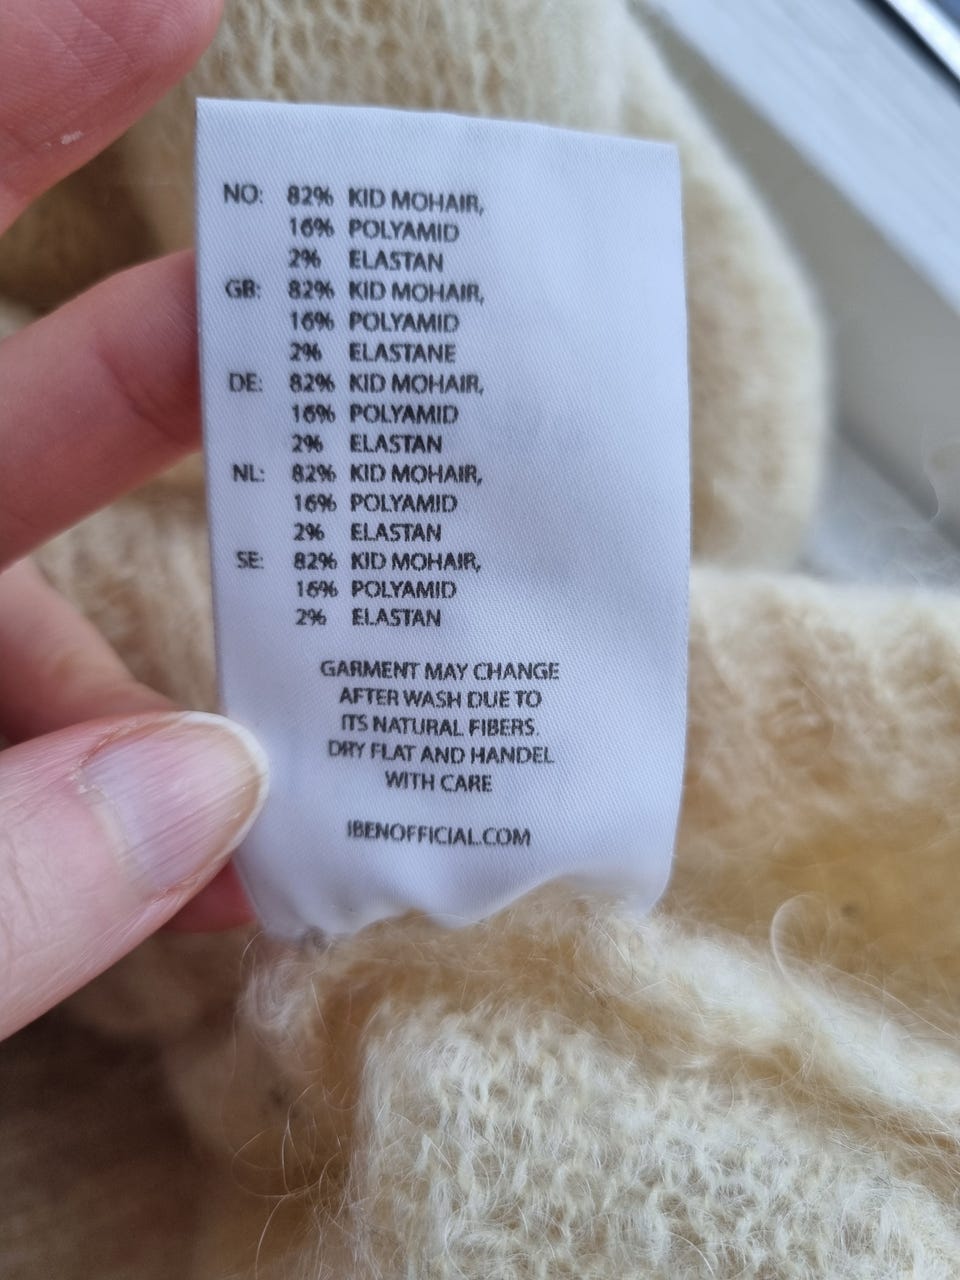 NO: 82% KID MOHAIR,
16% POLYAMID
2% ELASTAN
GB: 82% KID MOHAIR,
16% POLYAMID
2% ELASTANE
DE: 82% KID MOHAIR,
16% POLYAMID
2% ELASTAN
NL: 82% KID MOHAIR,
16% POLYAMID
2% ELASTAN
SE: 82% KID MOHAIR,
16% POLYAMID
2% ELASTAN
GARMENT MAY CHANGE
AFTER WASH DUE TO
ITS NATURAL FIBERS.
DRY FLAT AND HANDEL
WITH CARE
IBENOFFICIAL.COM